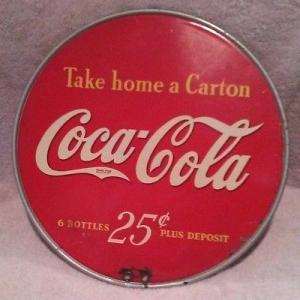 Take home a Carton
Coca-Cola
6 BOTTLES 25¢ PLUS DEPOSIT